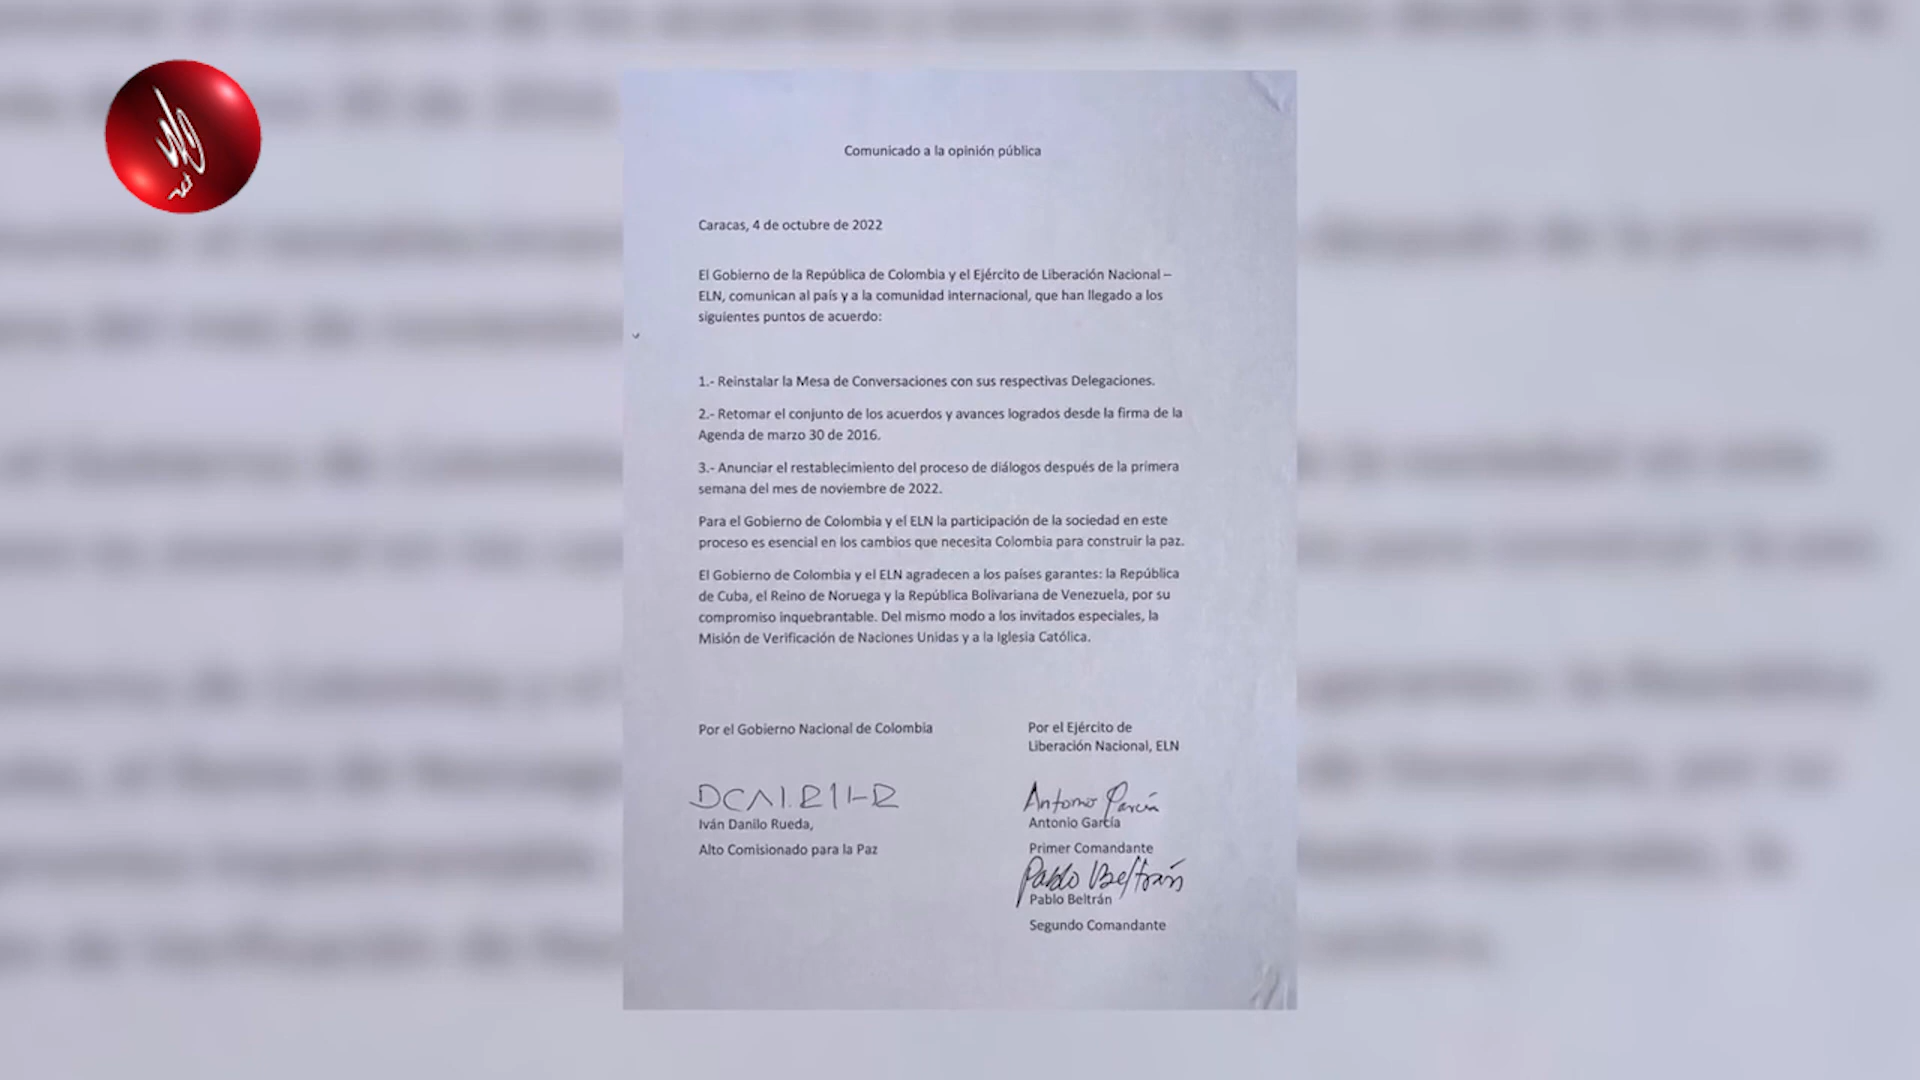 Comunicado a la opinión pública
Caracas, 4 de octubre de 2022
El Gobierno de la República de Colombia y el Ejército de Liberación Nacional –
ELN, comunican al país y a la comunidad internacional, que han llegado a los
siguientes puntos de acuerdo:
1.- Reinstalar la Mesa de Conversaciones con sus respectivas Delegaciones.
2.- Retomar el conjunto de los acuerdos y avances logrados desde la firma de la
Agenda de marzo 30 de 2016.
3.- Anunciar el restablecimiento del proceso de diálogos después de la primera
semana del mes de noviembre de 2022.
Para el Gobierno de Colombia y el ELN la participación de la sociedad en este
proceso es esencial en los cambios que necesita Colombia para construir la paz.
El Gobierno de Colombia y el ELN agradecen a los países garantes: la República
de Cuba, el Reino de Noruega y la República Bolivariana de Venezuela, por su
compromiso inquebrantable. Del mismo modo a los invitados especiales, la
Misión de Verificación de Naciones Unidas y a la Iglesia Católica.
Por el Gobierno Nacional de Colombia
Iván Danilo Rueda,
Alto Comisionado para la Paz
Por el Ejército de
Liberación Nacional, ELN
Antonio García
Antonio García
Primer Comandante
Pablo Beltrán
Pablo Beltrán
Segundo Comandante
net